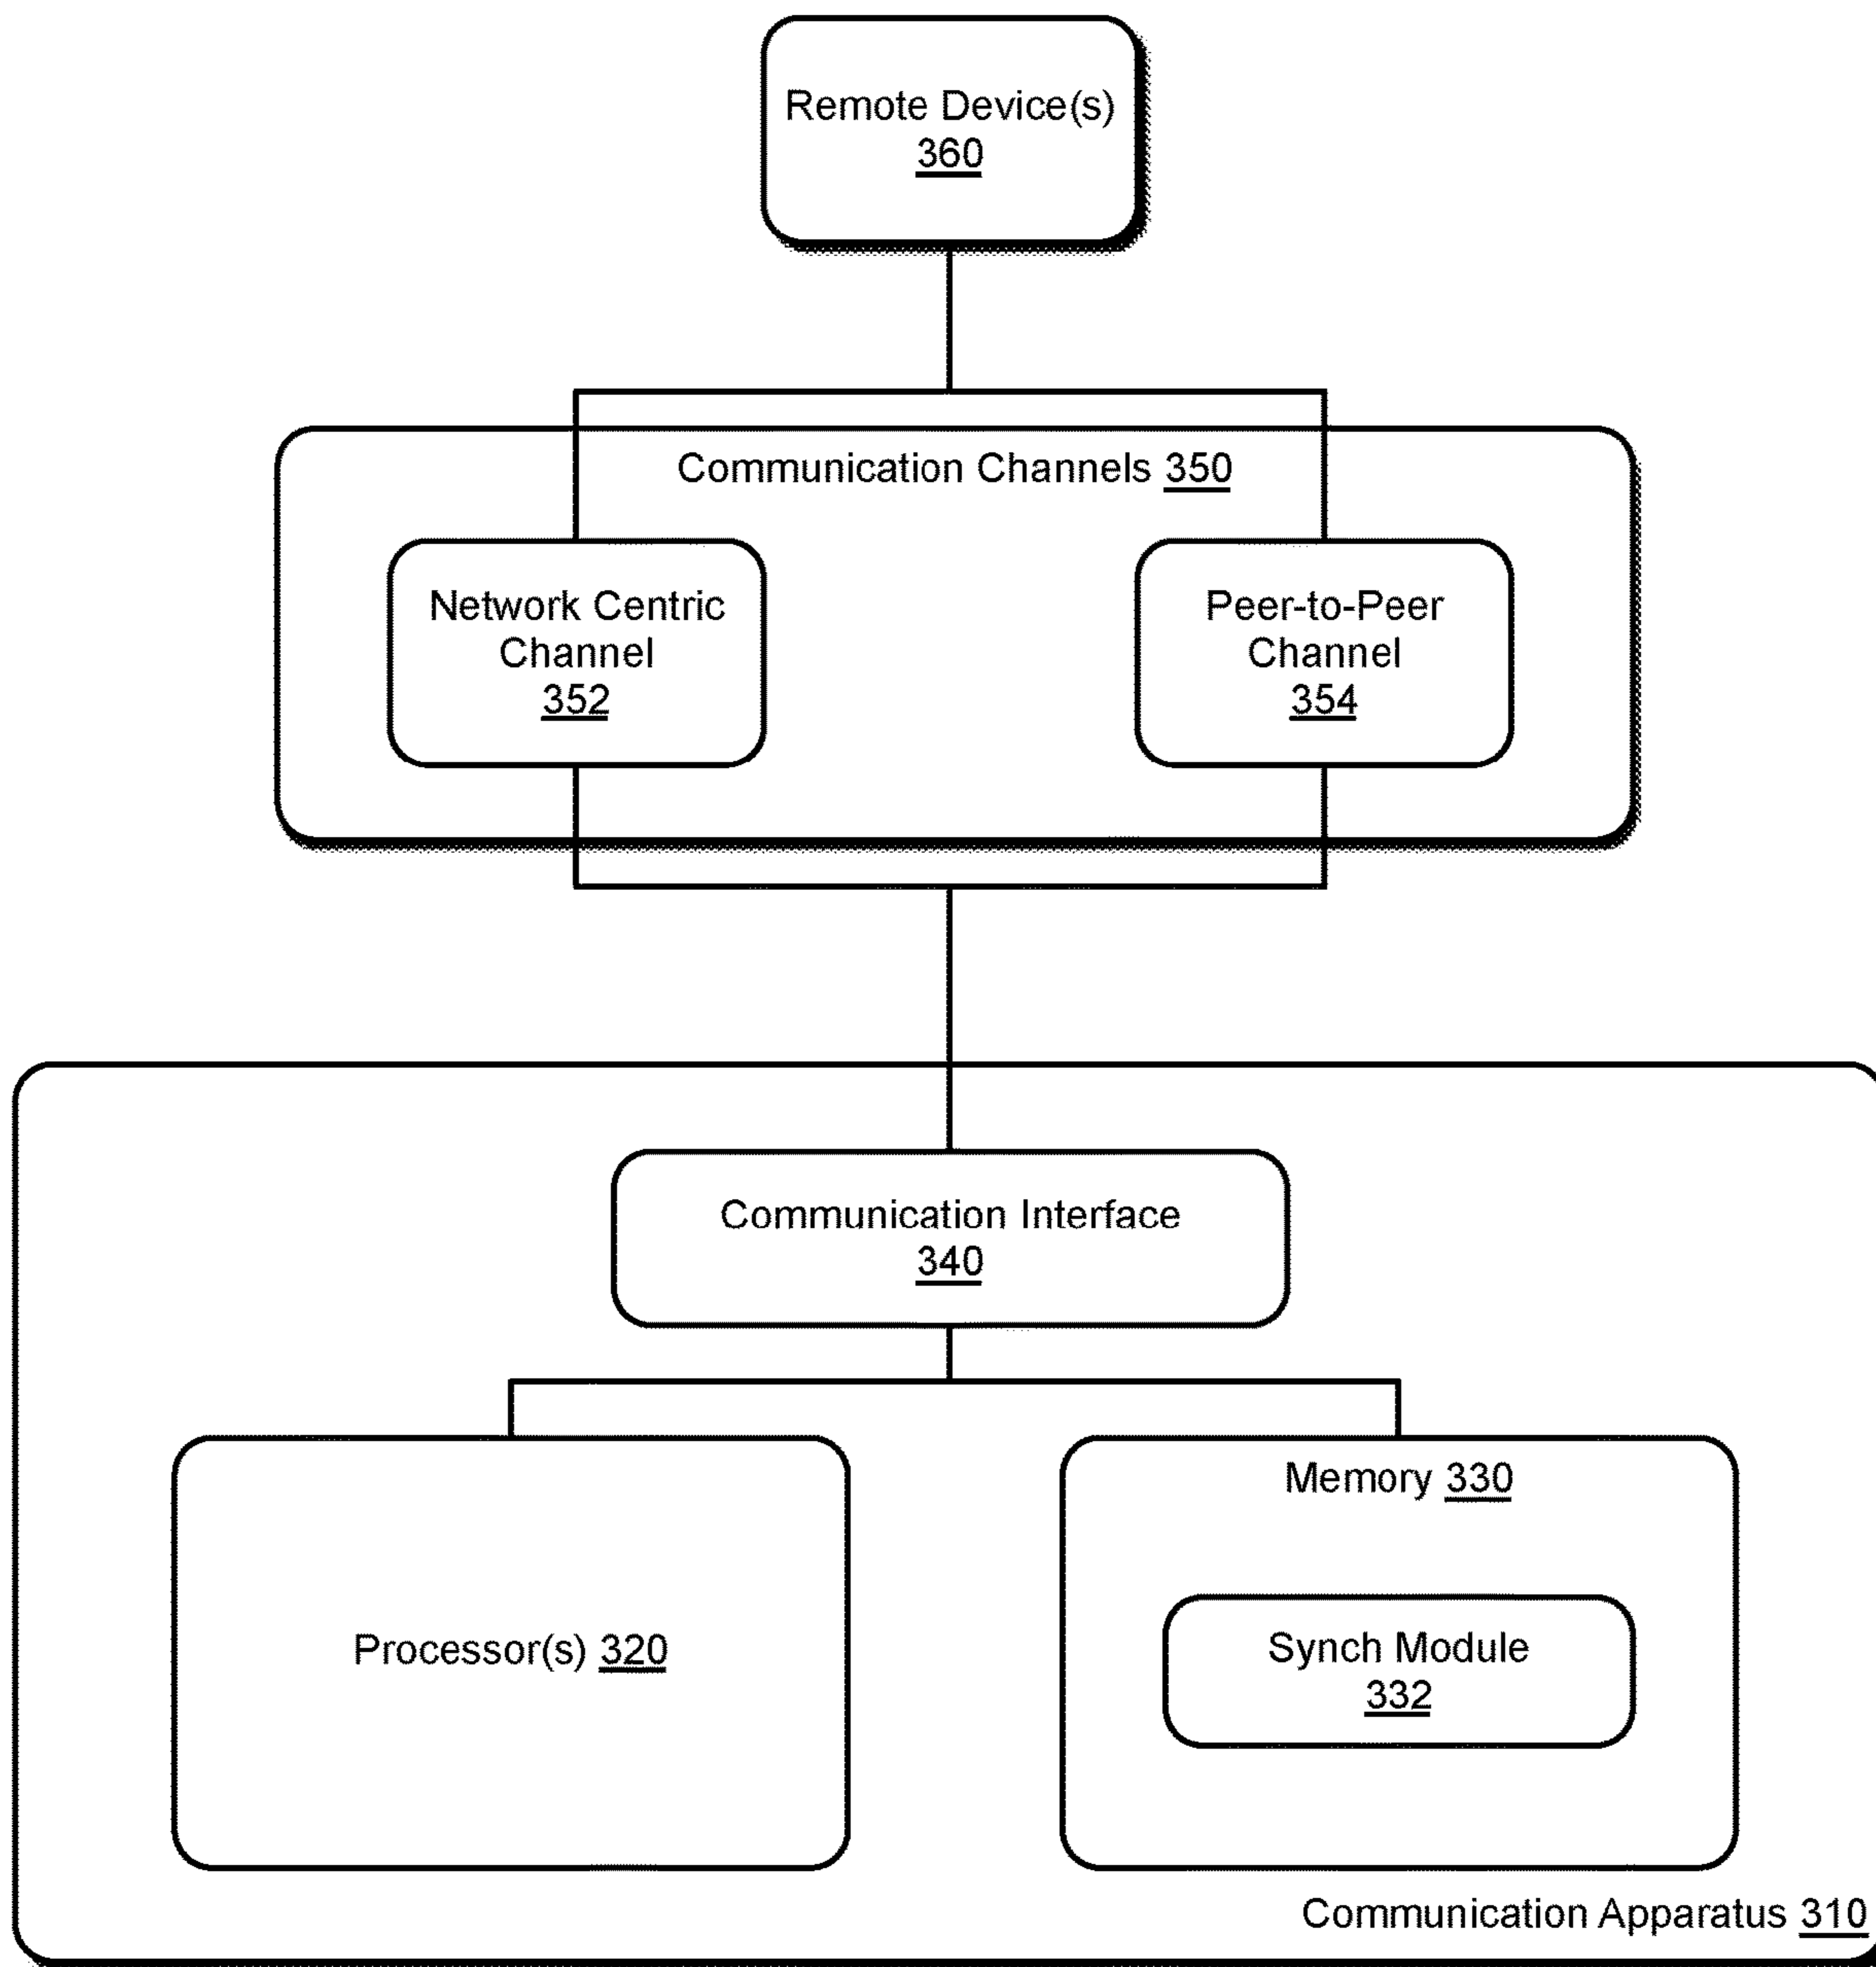 Remote Device(s)
360
Communication Channels 350
Network Centric
Channel
352
Peer-to-Peer
Channel
354
Communication Interface
340
Processor(s) 320
Memory 330
Synch Module
332
Communication Apparatus 310